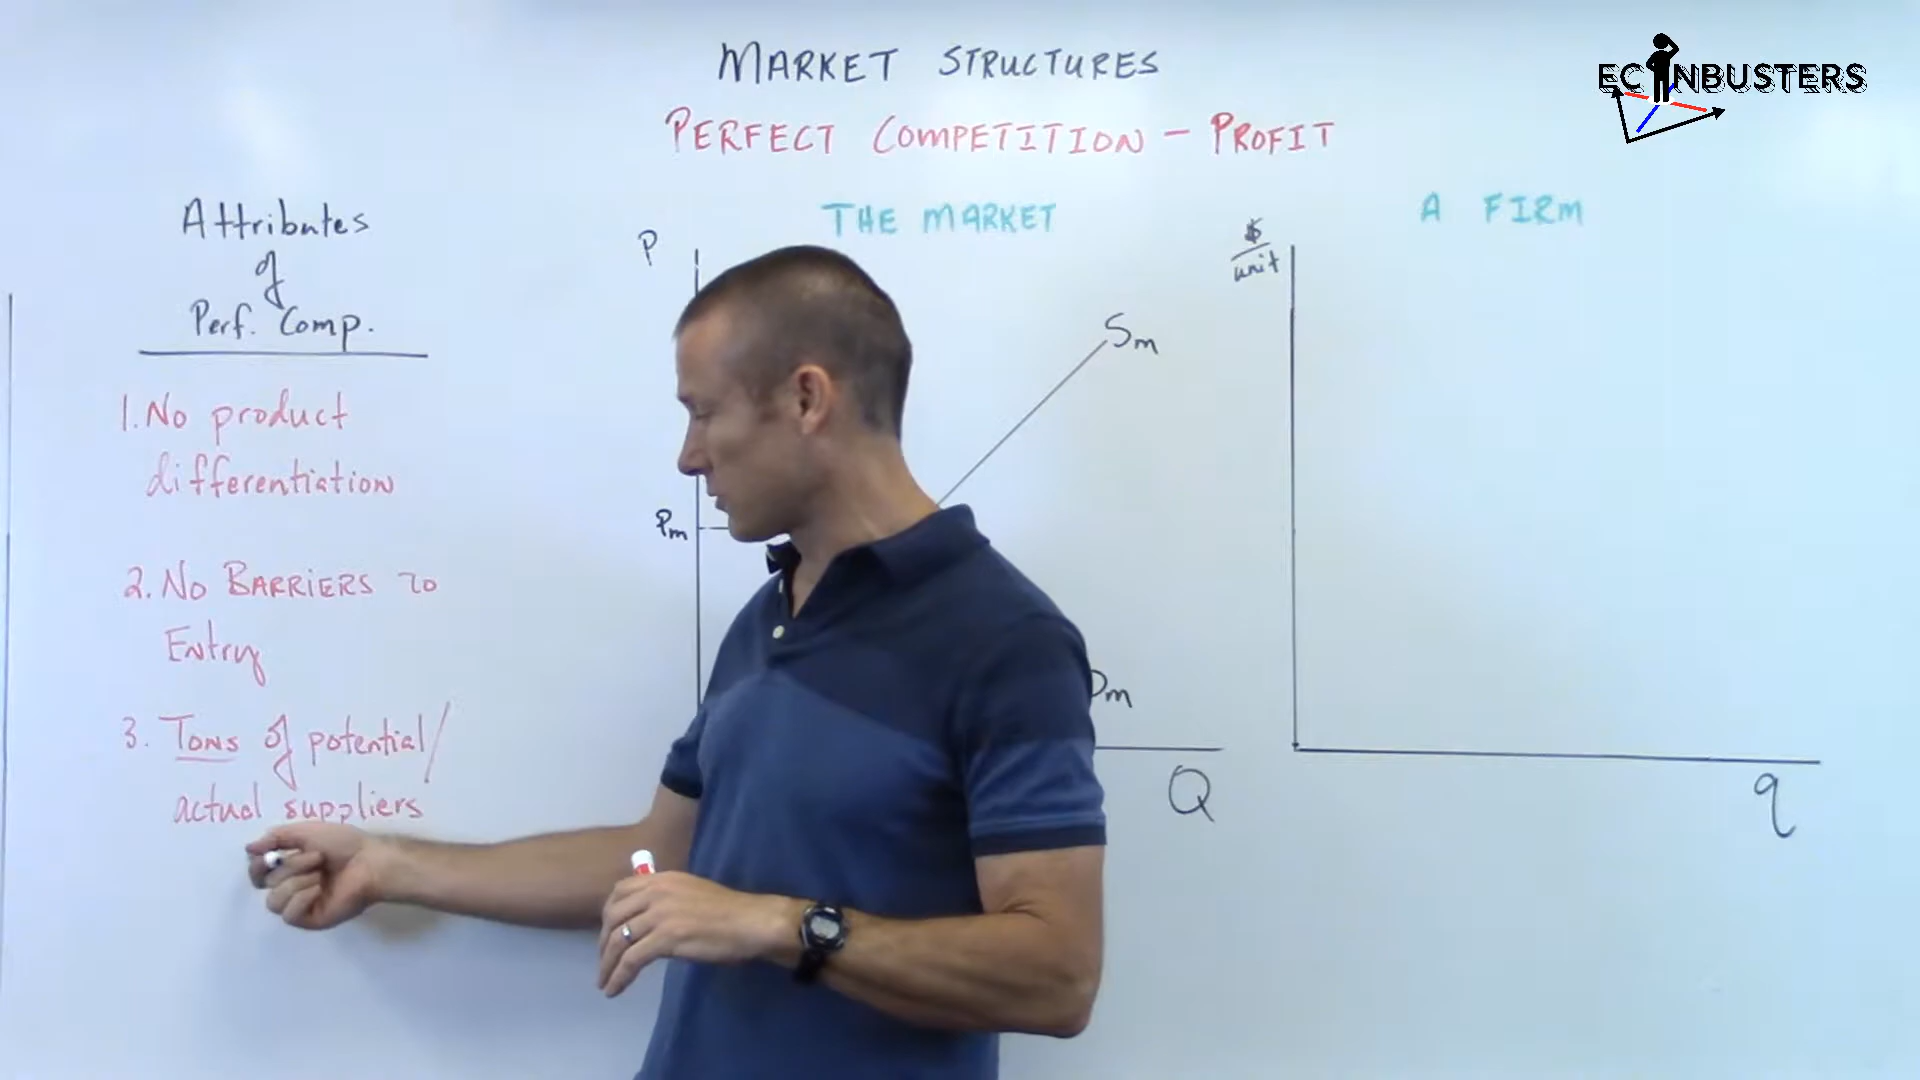 MARKET STRUCTURES
PERFECT COMPETITION - PROFIT
ECONBUSTERS
Attributes
of
Perf. Comp.
1. No product
differentiation
2. No BARRIERS TO
Entry
3. Tons of potential/
actual suppliers
THE MARKET
P
Sm
Pm
Dm
Q
A FIRM
$
unit
q